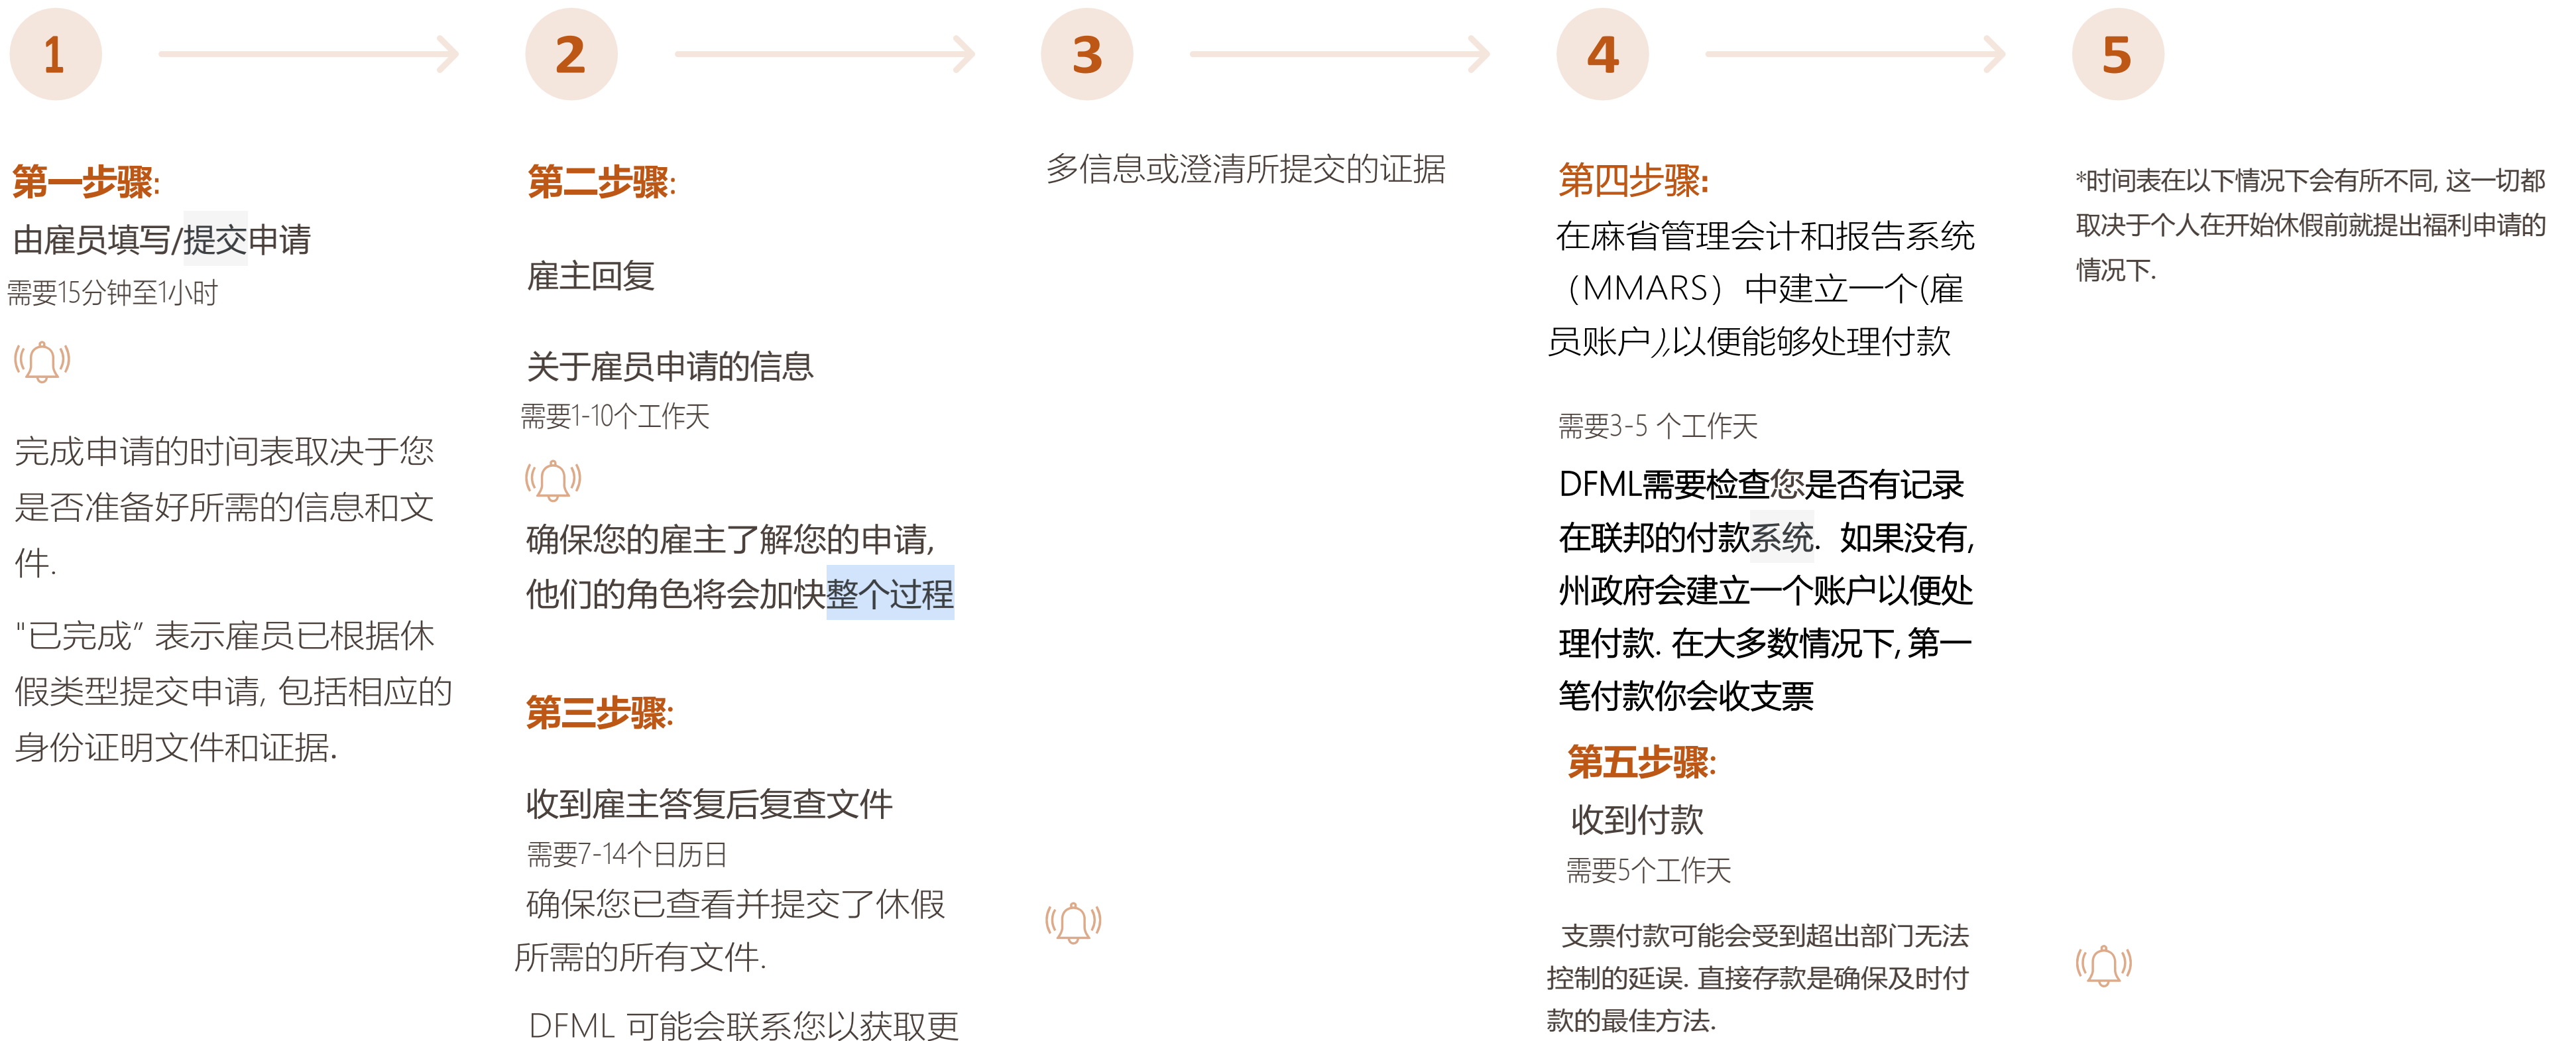 1
2
3
4
5
第一步骤:
由雇员填写/提交申请
需要15分钟至1小时
完成申请的时间表取决于您
是否准备好所需的信息和文
件.
"已完成” 表示雇员已根据休
假类型提交申请, 包括相应的
身份证明文件和证据.
第二步骤:
雇主回复
关于雇员申请的信息
需要1-10个工作天
确保您的雇主了解您的申请,
他们的角色将会加快整个过程
第三步骤:
收到雇主答复后复查文件
需要7-14个日历日
确保您已查看并提交了休假
所需的所有文件.
DFML 可能会联系您以获取更
多信息或澄清所提交的证据
第四步骤:
在麻省管理会计和报告系统
（MMARS）中建立一个(雇
员账户),以便能够处理付款
需要3-5 个工作天
DFML需要检查您是否有记录
在联邦的付款系统. 如果没有,
州政府会建立一个账户以便处
理付款. 在大多数情况下, 第一
笔付款你会收支票
第五步骤:
收到付款
需要5个工作天
支票付款可能会受到超出部门无法
控制的延误. 直接存款是确保及时付
款的最佳方法.
*时间表在以下情况下会有所不同, 这一切都
取决于个人在开始休假前就提出福利申请的
情况下.